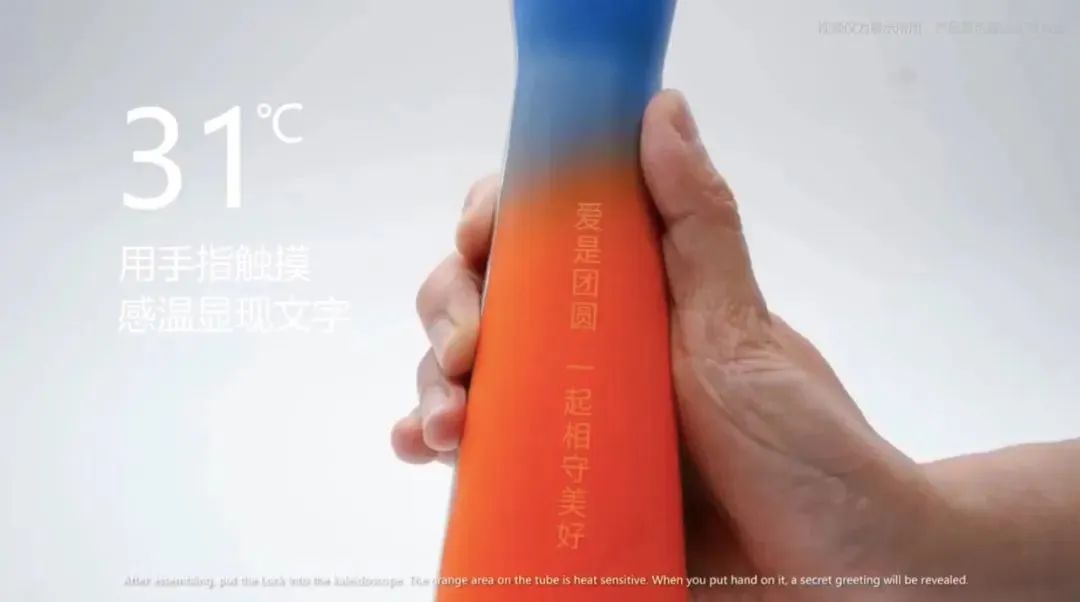 31℃
用手指触摸
感温显现文字
爱是团圆 一起相守美好
After assembling, put the Luck into the kaleidoscope. The orange area on the tube is heat sensitive. When you put hand on it, a secret greeting will be revealed.